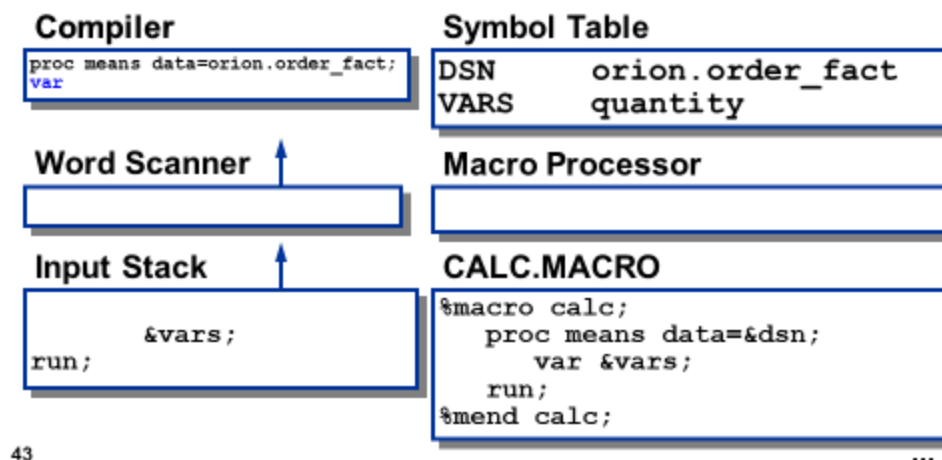 Compiler
proc means data=orion.order_fact;
var
Symbol Table
DSN orion.order_fact
VARS quantity
Word Scanner
Macro Processor
Input Stack
&vars;
run;
CALC.MACRO
%macro calc;
proc means data=&dsn;
var &vars;
run;
%mend calc;
43
...